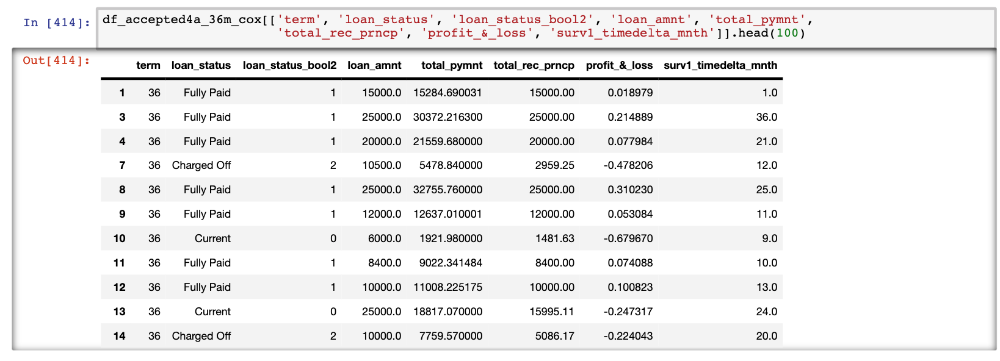 In [414]: df_accepted4a_36m_cox[['term', 'loan_status', 'loan_status_bool2', 'loan_amnt', 'total_pymnt',
'total_rec_prncp', 'profit_&_loss', 'surv1_timedelta_mnth']].head(100)
Out[414]:
term loan_status loan_status_bool2 loan_amnt total_pymnt total_rec_prncp profit_&_loss surv1_timedelta_mnth
1 36 Fully Paid 1 15000.0 15284.690031 15000.00 0.018979 1.0
3 36 Fully Paid 1 25000.0 30372.216300 25000.00 0.214889 36.0
4 36 Fully Paid 1 20000.0 21559.680000 20000.00 0.077984 21.0
7 36 Charged Off 2 10500.0 5478.840000 2959.25 -0.478206 12.0
8 36 Fully Paid 1 25000.0 32755.760000 25000.00 0.310230 25.0
9 36 Fully Paid 1 12000.0 12637.010001 12000.00 0.053084 11.0
10 36 Current 0 6000.0 1921.980000 1481.63 -0.679670 9.0
11 36 Fully Paid 1 8400.0 9022.341484 8400.00 0.074088 10.0
12 36 Fully Paid 1 10000.0 11008.225175 10000.00 0.100823 13.0
13 36 Current 0 25000.0 18817.070000 15995.11 -0.247317 24.0
14 36 Charged Off 2 10000.0 7759.570000 5086.17 -0.224043 20.0